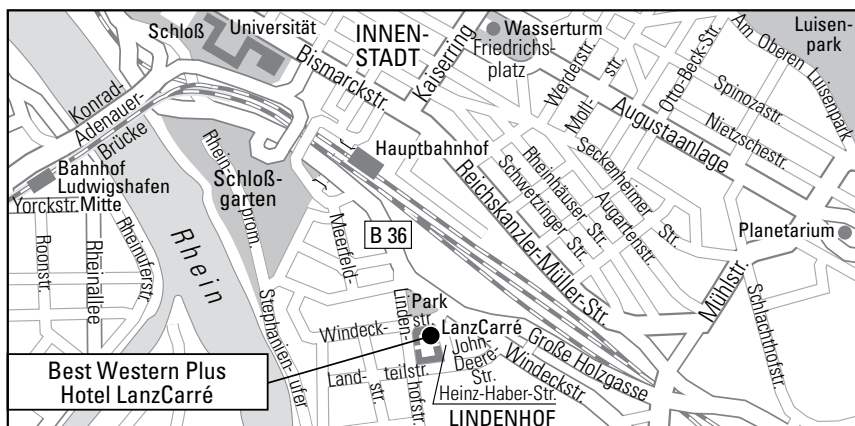 Schloß
Universität
INNEN-
STADT
Bismarckstr.
Kaiserring
Wasserturm
Friedrichs-
platz
Werderstr.
Moll-
str.
Otto-Beck-Str.
Am Oberen
Luisenpark
Luisen-
park
Spinozastr.
Nietzschestr.
Augustaanlage
Konrad-
Adenauer-
Brücke
Bahnhof
Ludwigshafen
Mitte
Yorckstr.
Roonstr.
Rheinallee
Rheinuferstr.
Rhein
Rhein-
prom.
Schloß-
garten
Hauptbahnhof
B 36
Meerfeld-
str.
Stephanien-
ufer
Reichskanzler-Müller-Str.
Schwetzinger Str.
Rheinhäuser Str.
Augartenstr.
Seckenheimer Str.
Planetarium
Mühlstr.
Schlachthofstr.
Park
LanzCarré
Linden-
hofstr.
Windeck-
Land-
teilstr.
str.
John-
Deere-
Str.
Heinz-Haber-Str.
LINDENHOF
Große Holzgasse
Windeckstr.
Best Western Plus
Hotel LanzCarré